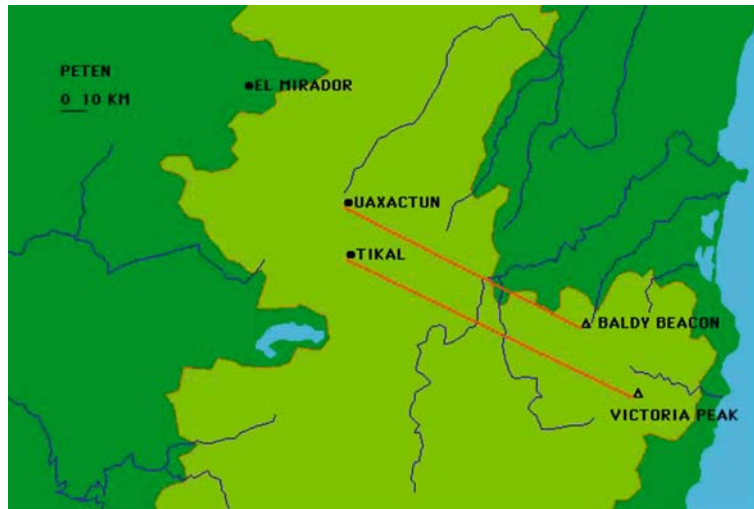 PETEN
EL MIRADOR
0 10 KM
UAXACTUN
TIKAL
BALDY BEACON
VICTORIA PEAK